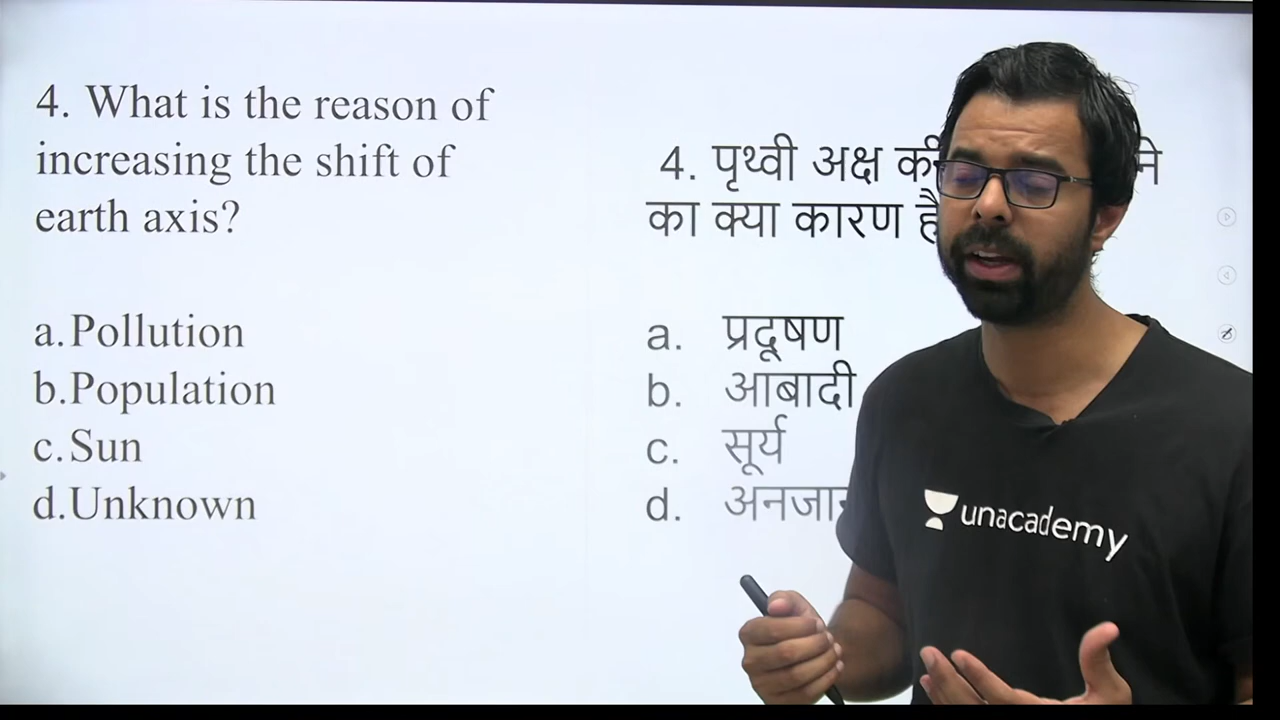 4. What is the reason of
increasing the shift of
earth axis?
a. Pollution
b. Population
c. Sun
d. Unknown
4. पृथ्वी अक्ष की
का क्या कारण है
a. प्रदूषण
b. आबादी
c. सूर्य
d.
unacademy